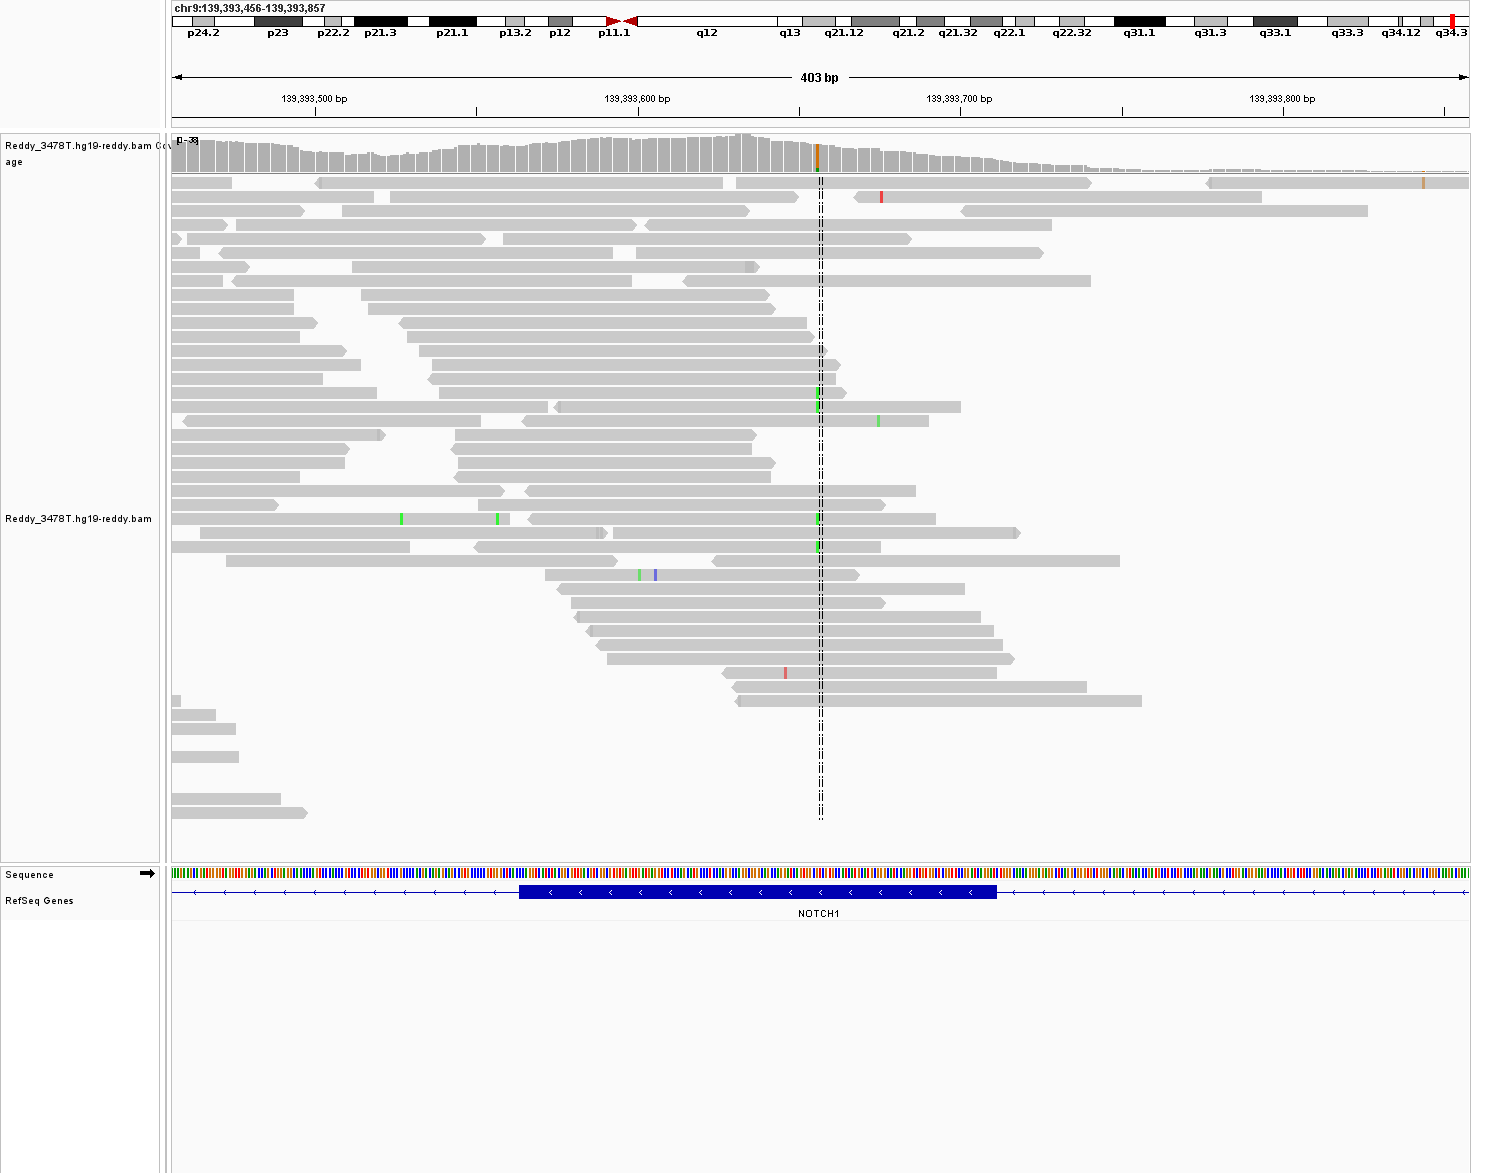 chr9:139,393,456-139,393,857
p24.2 p23 p22.2 p21.3 p21.1 p13.2 p12 p11.1 q12 q13 q21.12 q21.2 q21.32 q22.1 q22.32 q31.1 q31.3 q33.1 q33.3 q34.12 q34.3
403 bp
139,393,500 bp 139,393,600 bp 139,393,700 bp 139,393,800 bp
Reddy_3478T.hg19-reddy.bam Cov
age
[0-38]
Reddy_3478T.hg19-reddy.bam
Sequence
RefSeq Genes
NOTCH1